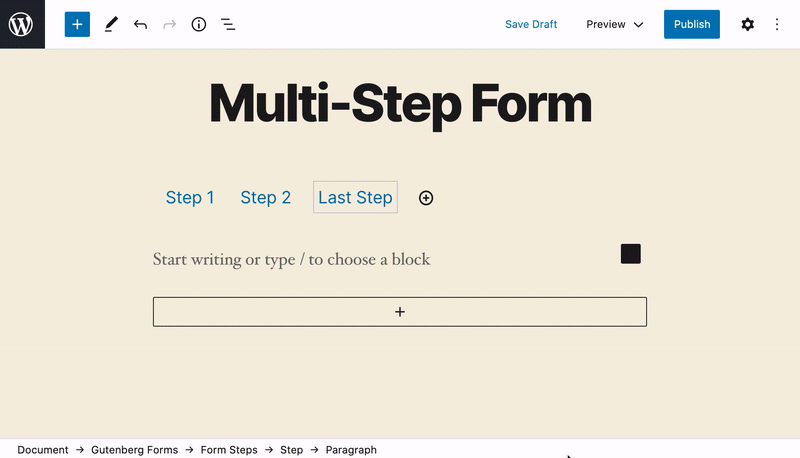 Save Draft Preview Publish
Multi-Step Form
Step 1 Step 2 Last Step
Start writing or type / to choose a block
Document → Gutenberg Forms → Form Steps → Step → Paragraph